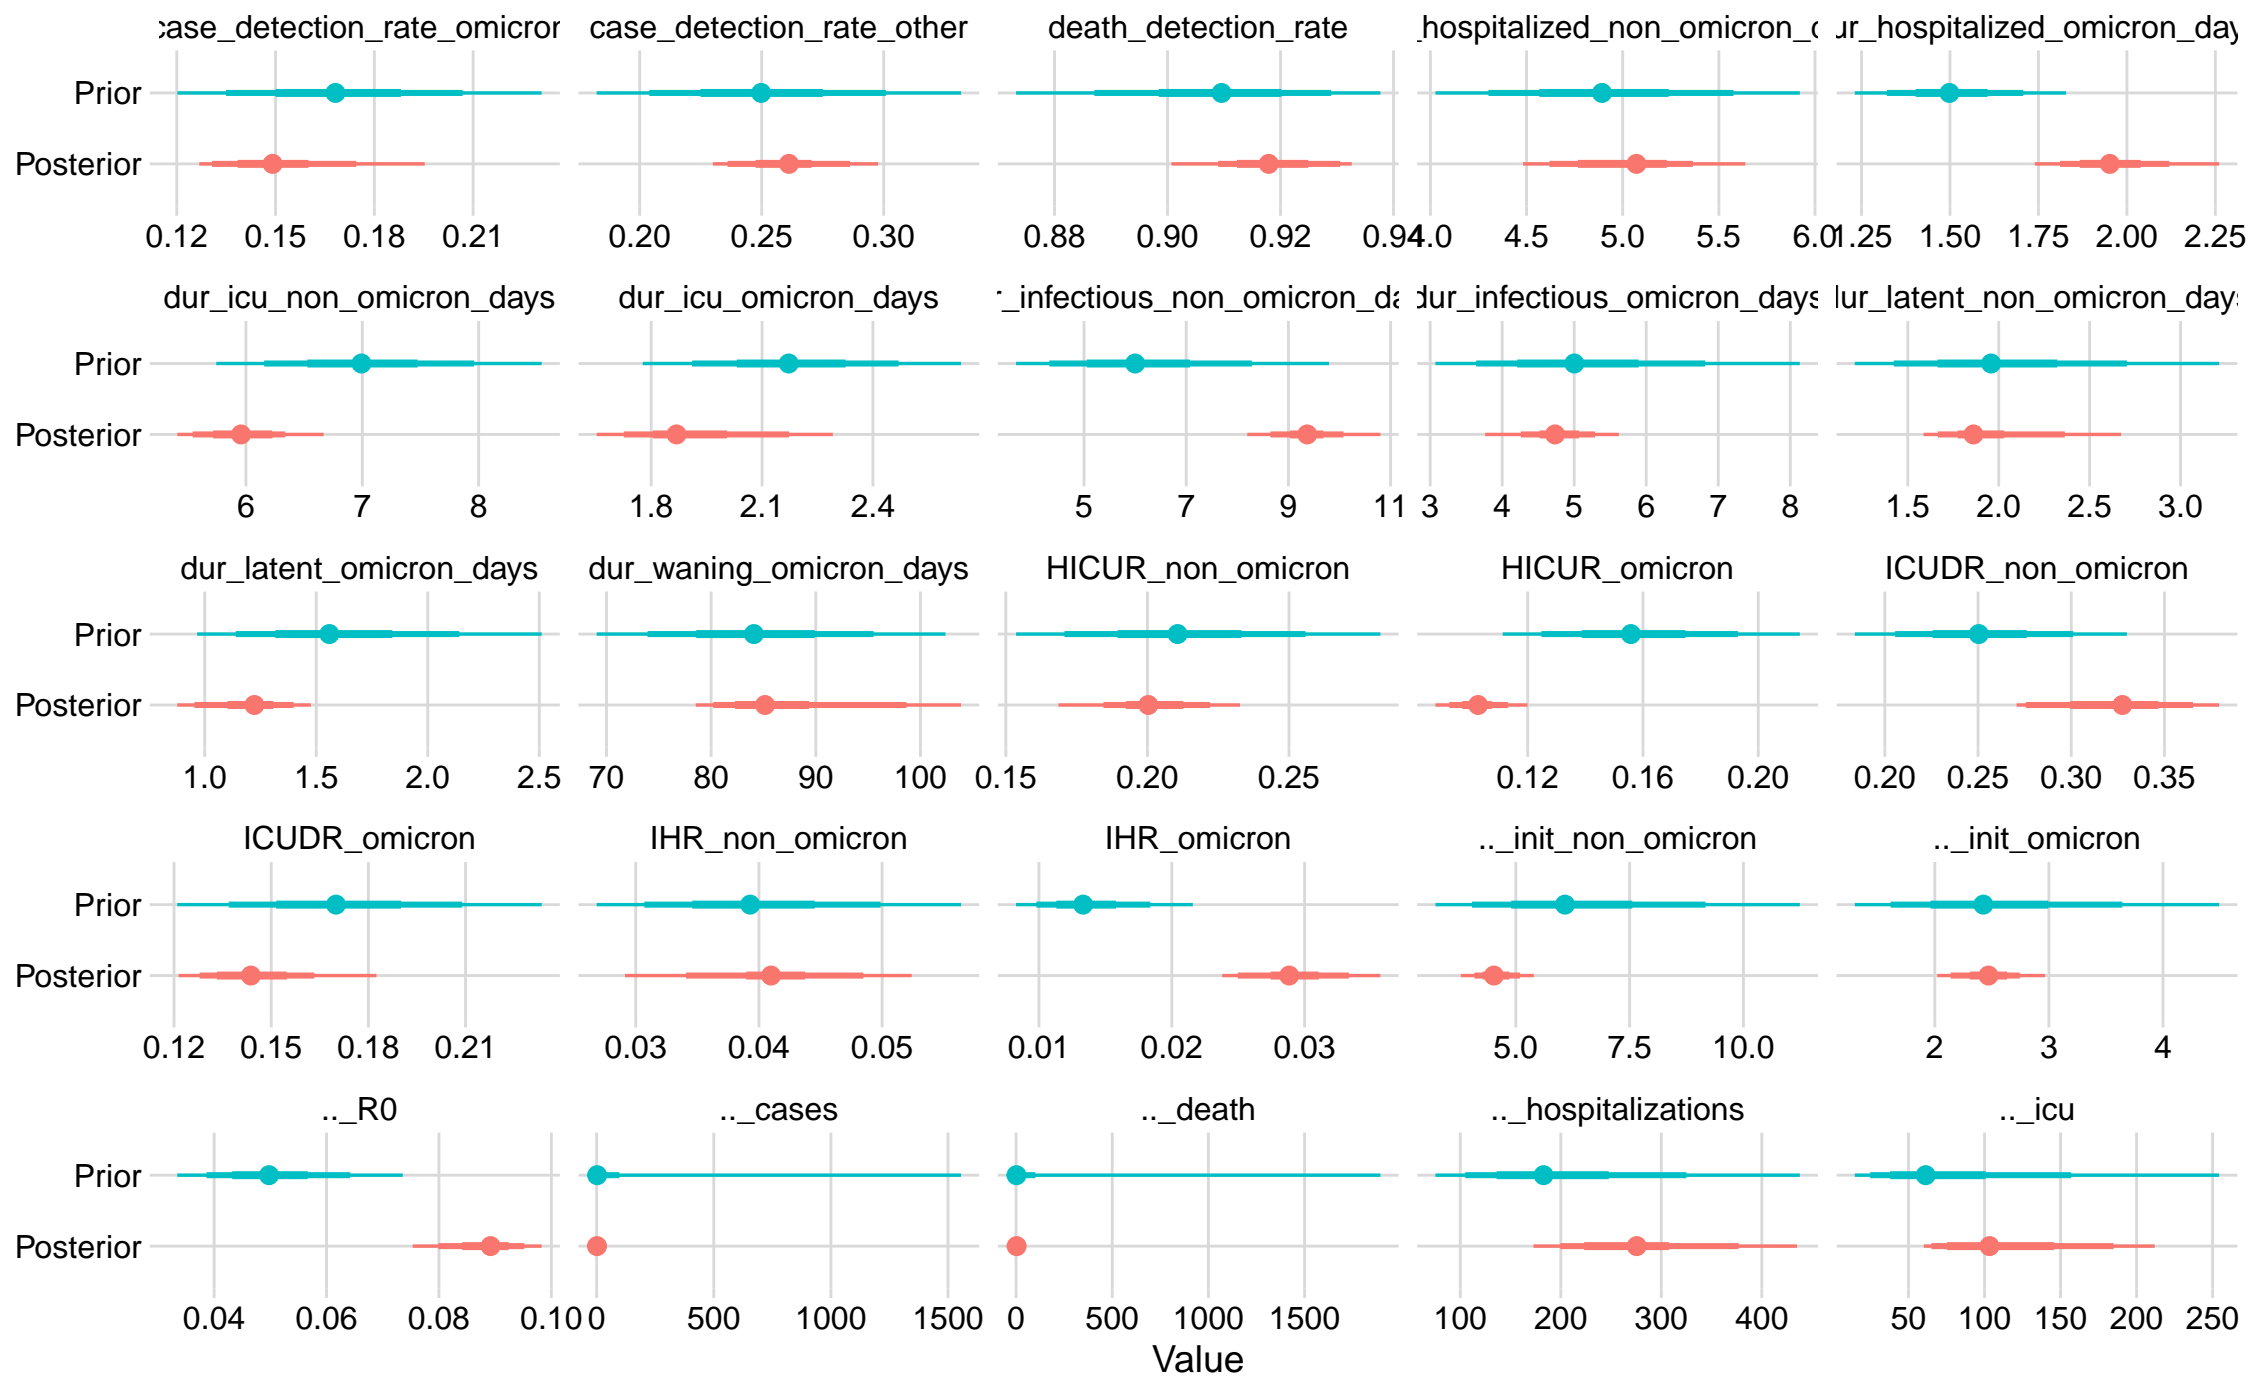 case_detection_rate_omicron case_detection_rate_other death_detection_rate _hospitalized_non_omicron_d ur_hospitalized_omicron_day
Prior
Posterior
0.12 0.15 0.18 0.21 0.20 0.25 0.30 0.88 0.90 0.92 0.94 4.0 4.5 5.0 5.5 6.0 1.25 1.50 1.75 2.00 2.25
dur_icu_non_omicron_days dur_icu_omicron_days r_infectious_non_omicron_da dur_infectious_omicron_days dur_latent_non_omicron_days
Prior
Posterior
6 7 8 1.8 2.1 2.4 5 7 9 11 3 4 5 6 7 8 1.5 2.0 2.5 3.0
dur_latent_omicron_days dur_waning_omicron_days HICUR_non_omicron HICUR_omicron ICUDR_non_omicron
Prior
Posterior
1.0 1.5 2.0 2.5 70 80 90 100 0.15 0.20 0.25 0.12 0.16 0.20 0.20 0.25 0.30 0.35
ICUDR_omicron IHR_non_omicron IHR_omicron .._init_non_omicron .._init_omicron
Prior
Posterior
0.12 0.15 0.18 0.21 0.03 0.04 0.05 0.01 0.02 0.03 5.0 7.5 10.0 2 3 4
.._R0 .._cases .._death .._hospitalizations .._icu
Prior
Posterior
0.04 0.06 0.08 0.10 0 500 1000 1500 0 500 1000 1500 100 200 300 400 50 100 150 200 250
Value